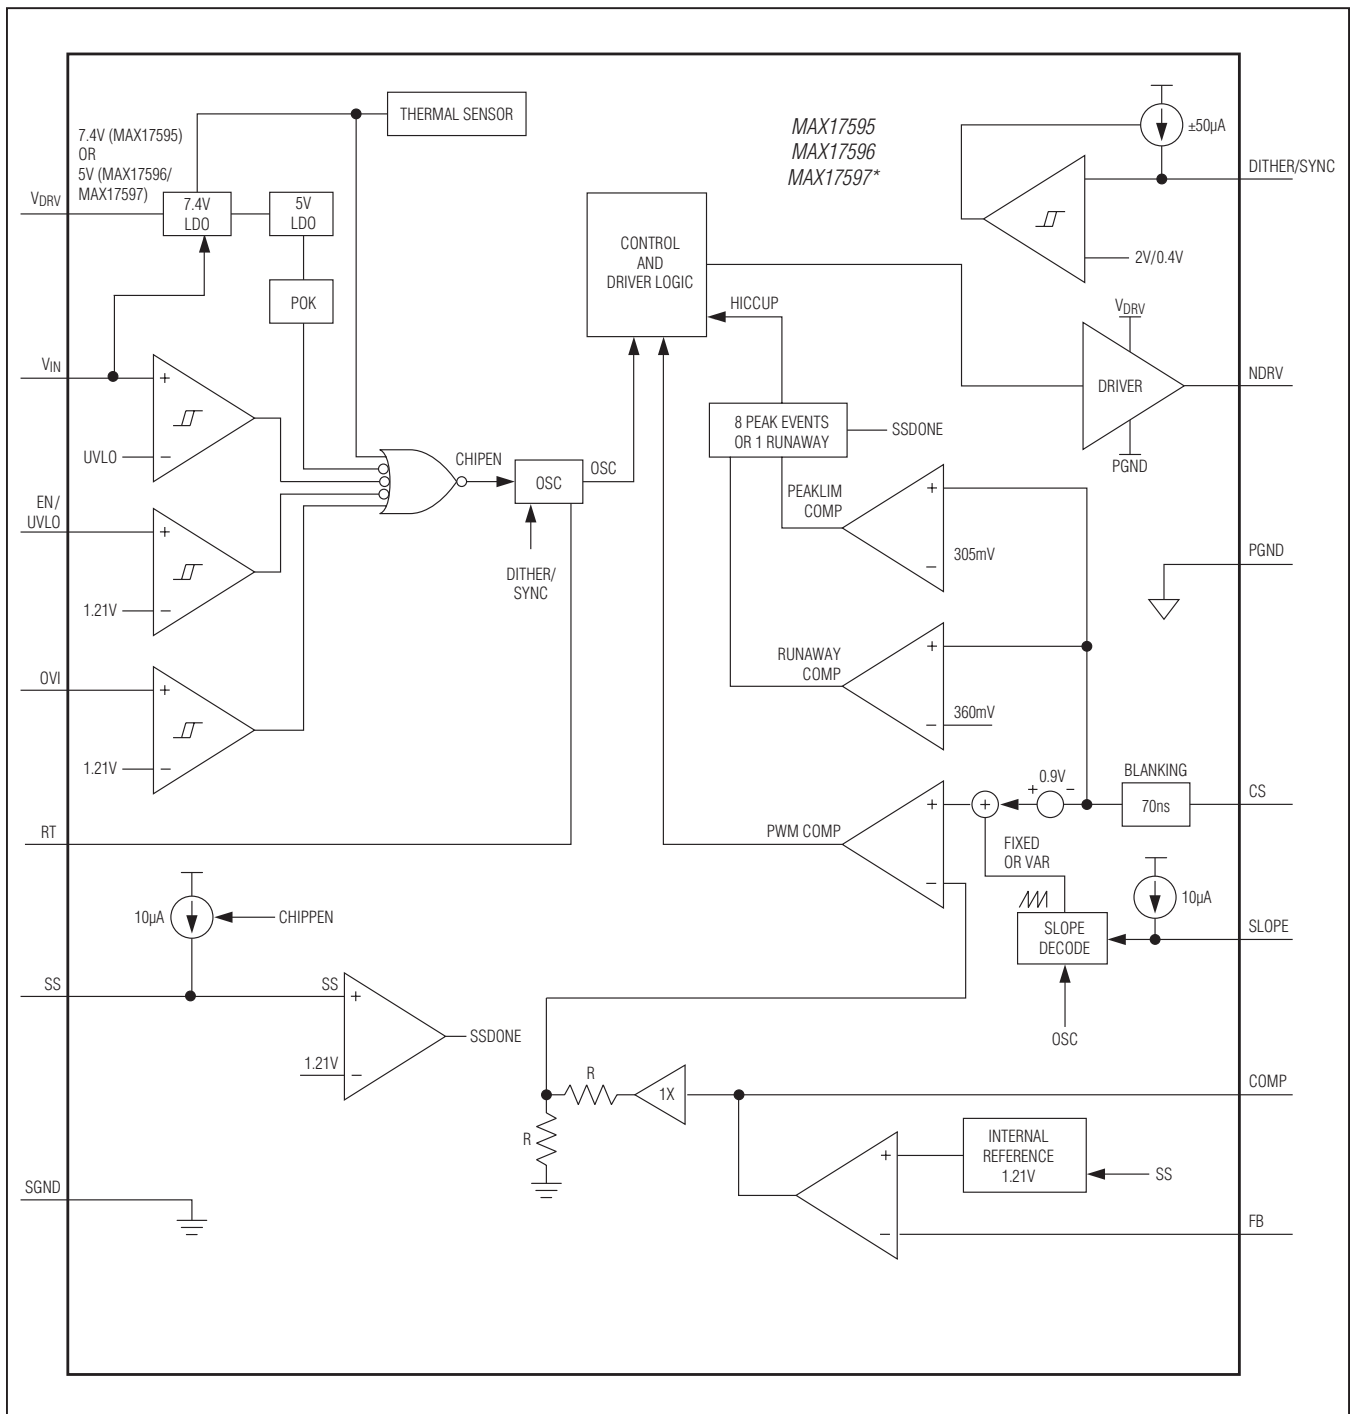 THERMAL SENSOR
7.4V (MAX17595)
OR
5V (MAX17596/
MAX17597)
MAX17595
MAX17596
MAX17597*
±50µA
DITHER/SYNC
VDRV
7.4V
LDO
5V
LDO
2V/0.4V
CONTROL
AND
DRIVER LOGIC
POK
HICCUP
VDRV
VIN
+
DRIVER
NDRV
UVLO
−
8 PEAK EVENTS
OR 1 RUNAWAY
SSDONE
PGND
CHIPEN
OSC
OSC
PEAKLIM
COMP
+
305mV
−
EN/
UVLO
+
1.21V
−
DITHER/
SYNC
PGND
OVI
+
1.21V
−
RUNAWAY
COMP
+
360mV
−
BLANKING
70ns
CS
0.9V
+
−
+
+
PWM COMP
−
RT
FIXED
OR VAR
10µA
10µA
CHIPPEN
SLOPE
DECODE
SLOPE
OSC
SS
SS
+
1.21V
−
SSDONE
R
1X
COMP
R
INTERNAL
REFERENCE
1.21V
SS
+
−
SGND
FB